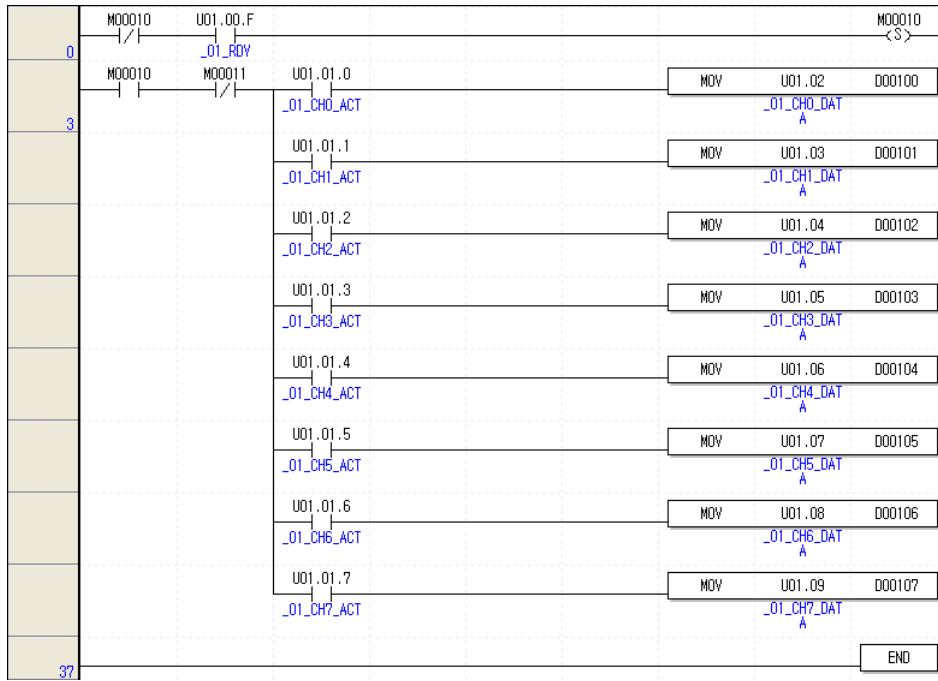 M00010 U01.00.F M00010
S
0 _01_RDY
M00010 M00011 U01.01.0 MOV U01.02 D00100
_01_CH0_ACT _01_CH0_DAT
A
3
U01.01.1 MOV U01.03 D00101
_01_CH1_ACT _01_CH1_DAT
A
U01.01.2 MOV U01.04 D00102
_01_CH2_ACT _01_CH2_DAT
A
U01.01.3 MOV U01.05 D00103
_01_CH3_ACT _01_CH3_DAT
A
U01.01.4 MOV U01.06 D00104
_01_CH4_ACT _01_CH4_DAT
A
U01.01.5 MOV U01.07 D00105
_01_CH5_ACT _01_CH5_DAT
A
U01.01.6 MOV U01.08 D00106
_01_CH6_ACT _01_CH6_DAT
A
U01.01.7 MOV U01.09 D00107
_01_CH7_ACT _01_CH7_DAT
A
END
37